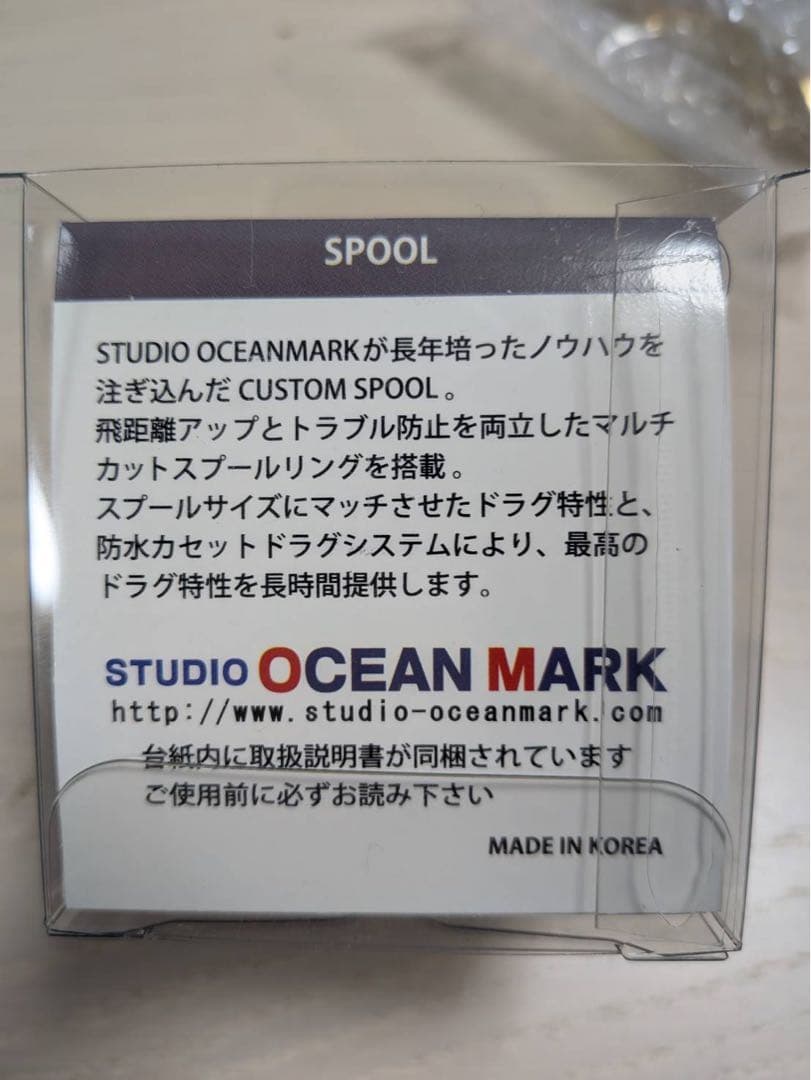 SPOOL
STUDIO OCEANMARKが長年培ったノウハウを
注ぎ込んだ CUSTOM SPOOL 。
飛距離アップとトラブル防止を両立したマルチ
カットスプールリングを搭載 。
スプールサイズにマッチさせたドラグ特性と、
防水カセットドラグシステムにより、最高の
ドラグ特性を長時間提供します。
STUDIO OCEAN MARK
http://www.studio-oceanmark.com
台紙内に取扱説明書が同梱されています
ご使用前に必ずお読み下さい
MADE IN KOREA